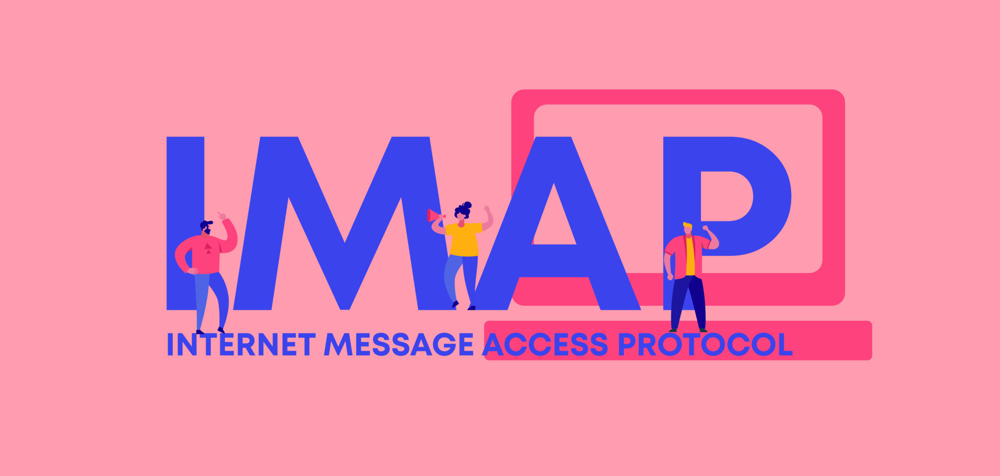 IMAP
INTERNET MESSAGE ACCESS PROTOCOL